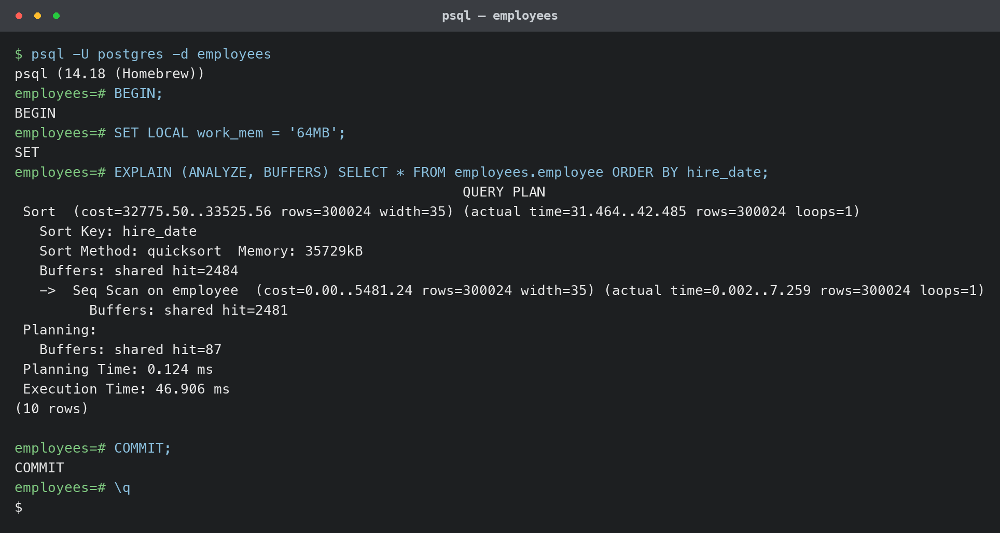 psql — employees
$ psql -U postgres -d employees
psql (14.18 (Homebrew))
employees=# BEGIN;
BEGIN
employees=# SET LOCAL work_mem = '64MB';
SET
employees=# EXPLAIN (ANALYZE, BUFFERS) SELECT * FROM employees.employee ORDER BY hire_date;
                                                      QUERY PLAN
 Sort  (cost=32775.50..33525.56 rows=300024 width=35) (actual time=31.464..42.485 rows=300024 loops=1)
   Sort Key: hire_date
   Sort Method: quicksort  Memory: 35729kB
   Buffers: shared hit=2484
   ->  Seq Scan on employee  (cost=0.00..5481.24 rows=300024 width=35) (actual time=0.002..7.259 rows=300024 loops=1)
         Buffers: shared hit=2481
 Planning:
   Buffers: shared hit=87
 Planning Time: 0.124 ms
 Execution Time: 46.906 ms
(10 rows)

employees=# COMMIT;
COMMIT
employees=# \q
$